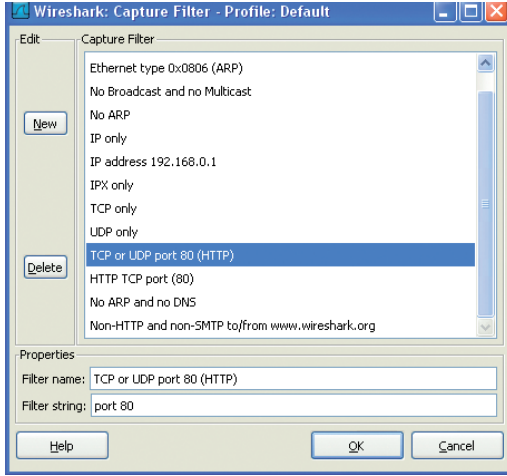 Wireshark: Capture Filter - Profile: Default
Edit
Capture Filter
Ethernet type 0x0806 (ARP)
No Broadcast and no Multicast
No ARP
IP only
IP address 192.168.0.1
IPX only
TCP only
UDP only
TCP or UDP port 80 (HTTP)
HTTP TCP port (80)
No ARP and no DNS
Non-HTTP and non-SMTP to/from www.wireshark.org
New
Delete
Properties
Filter name: TCP or UDP port 80 (HTTP)
Filter string: port 80
Help
OK
Cancel